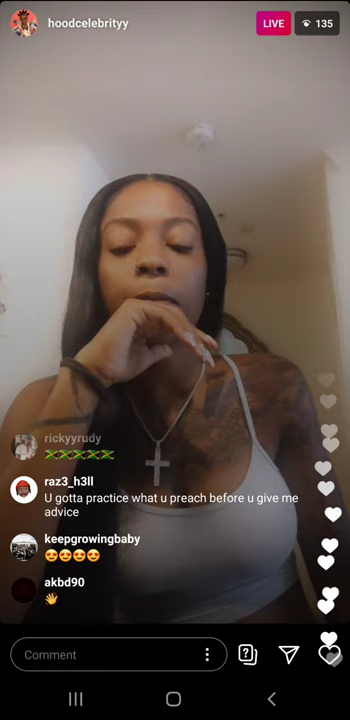 hoodcelebrityy
LIVE
135
rickyyrudy
🇯🇲🇯🇲🇯🇲🇯🇲🇯🇲
raz3_h3ll
U gotta practice what u preach before u give me
advice
keepgrowingbaby
😍😍😍😍
akbd90
👋
Comment